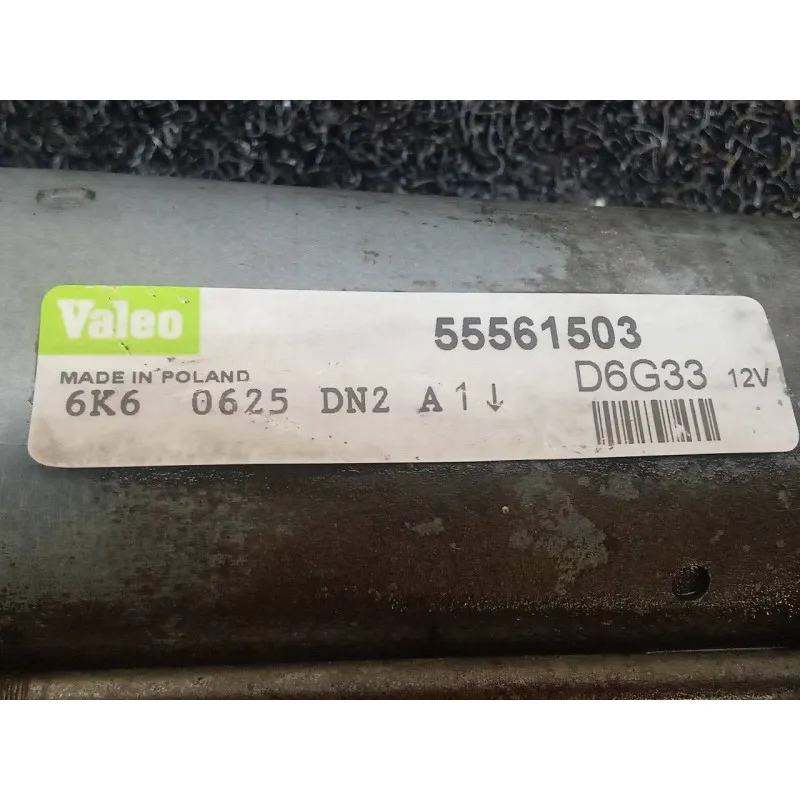 Valeo 55561503
MADE IN POLAND D6G33 12V
6K6 0625 DN2 A1↓